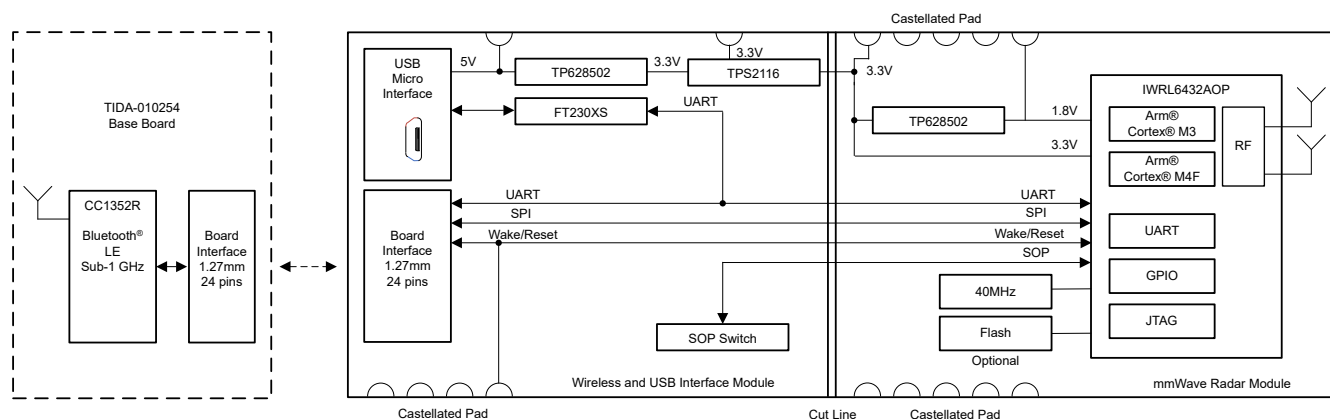 Castellated Pad
TIDA-010254
Base Board
CC1352R
Bluetooth®
LE
Sub-1 GHz
Board
Interface
1.27mm
24 pins
USB
Micro
Interface
5V
TP628502
3.3V
3.3V
TPS2116
3.3V
FT230XS
UART
Board
Interface
1.27mm
24 pins
UART
SPI
Wake/Reset
SOP Switch
Wireless and USB Interface Module
Castellated Pad
Cut Line
TP628502
1.8V
3.3V
IWRL6432AOP
Arm®
Cortex® M3
Arm®
Cortex® M4F
RF
UART
SPI
Wake/Reset
SOP
UART
GPIO
JTAG
40MHz
Flash
Optional
mmWave Radar Module
Castellated Pad